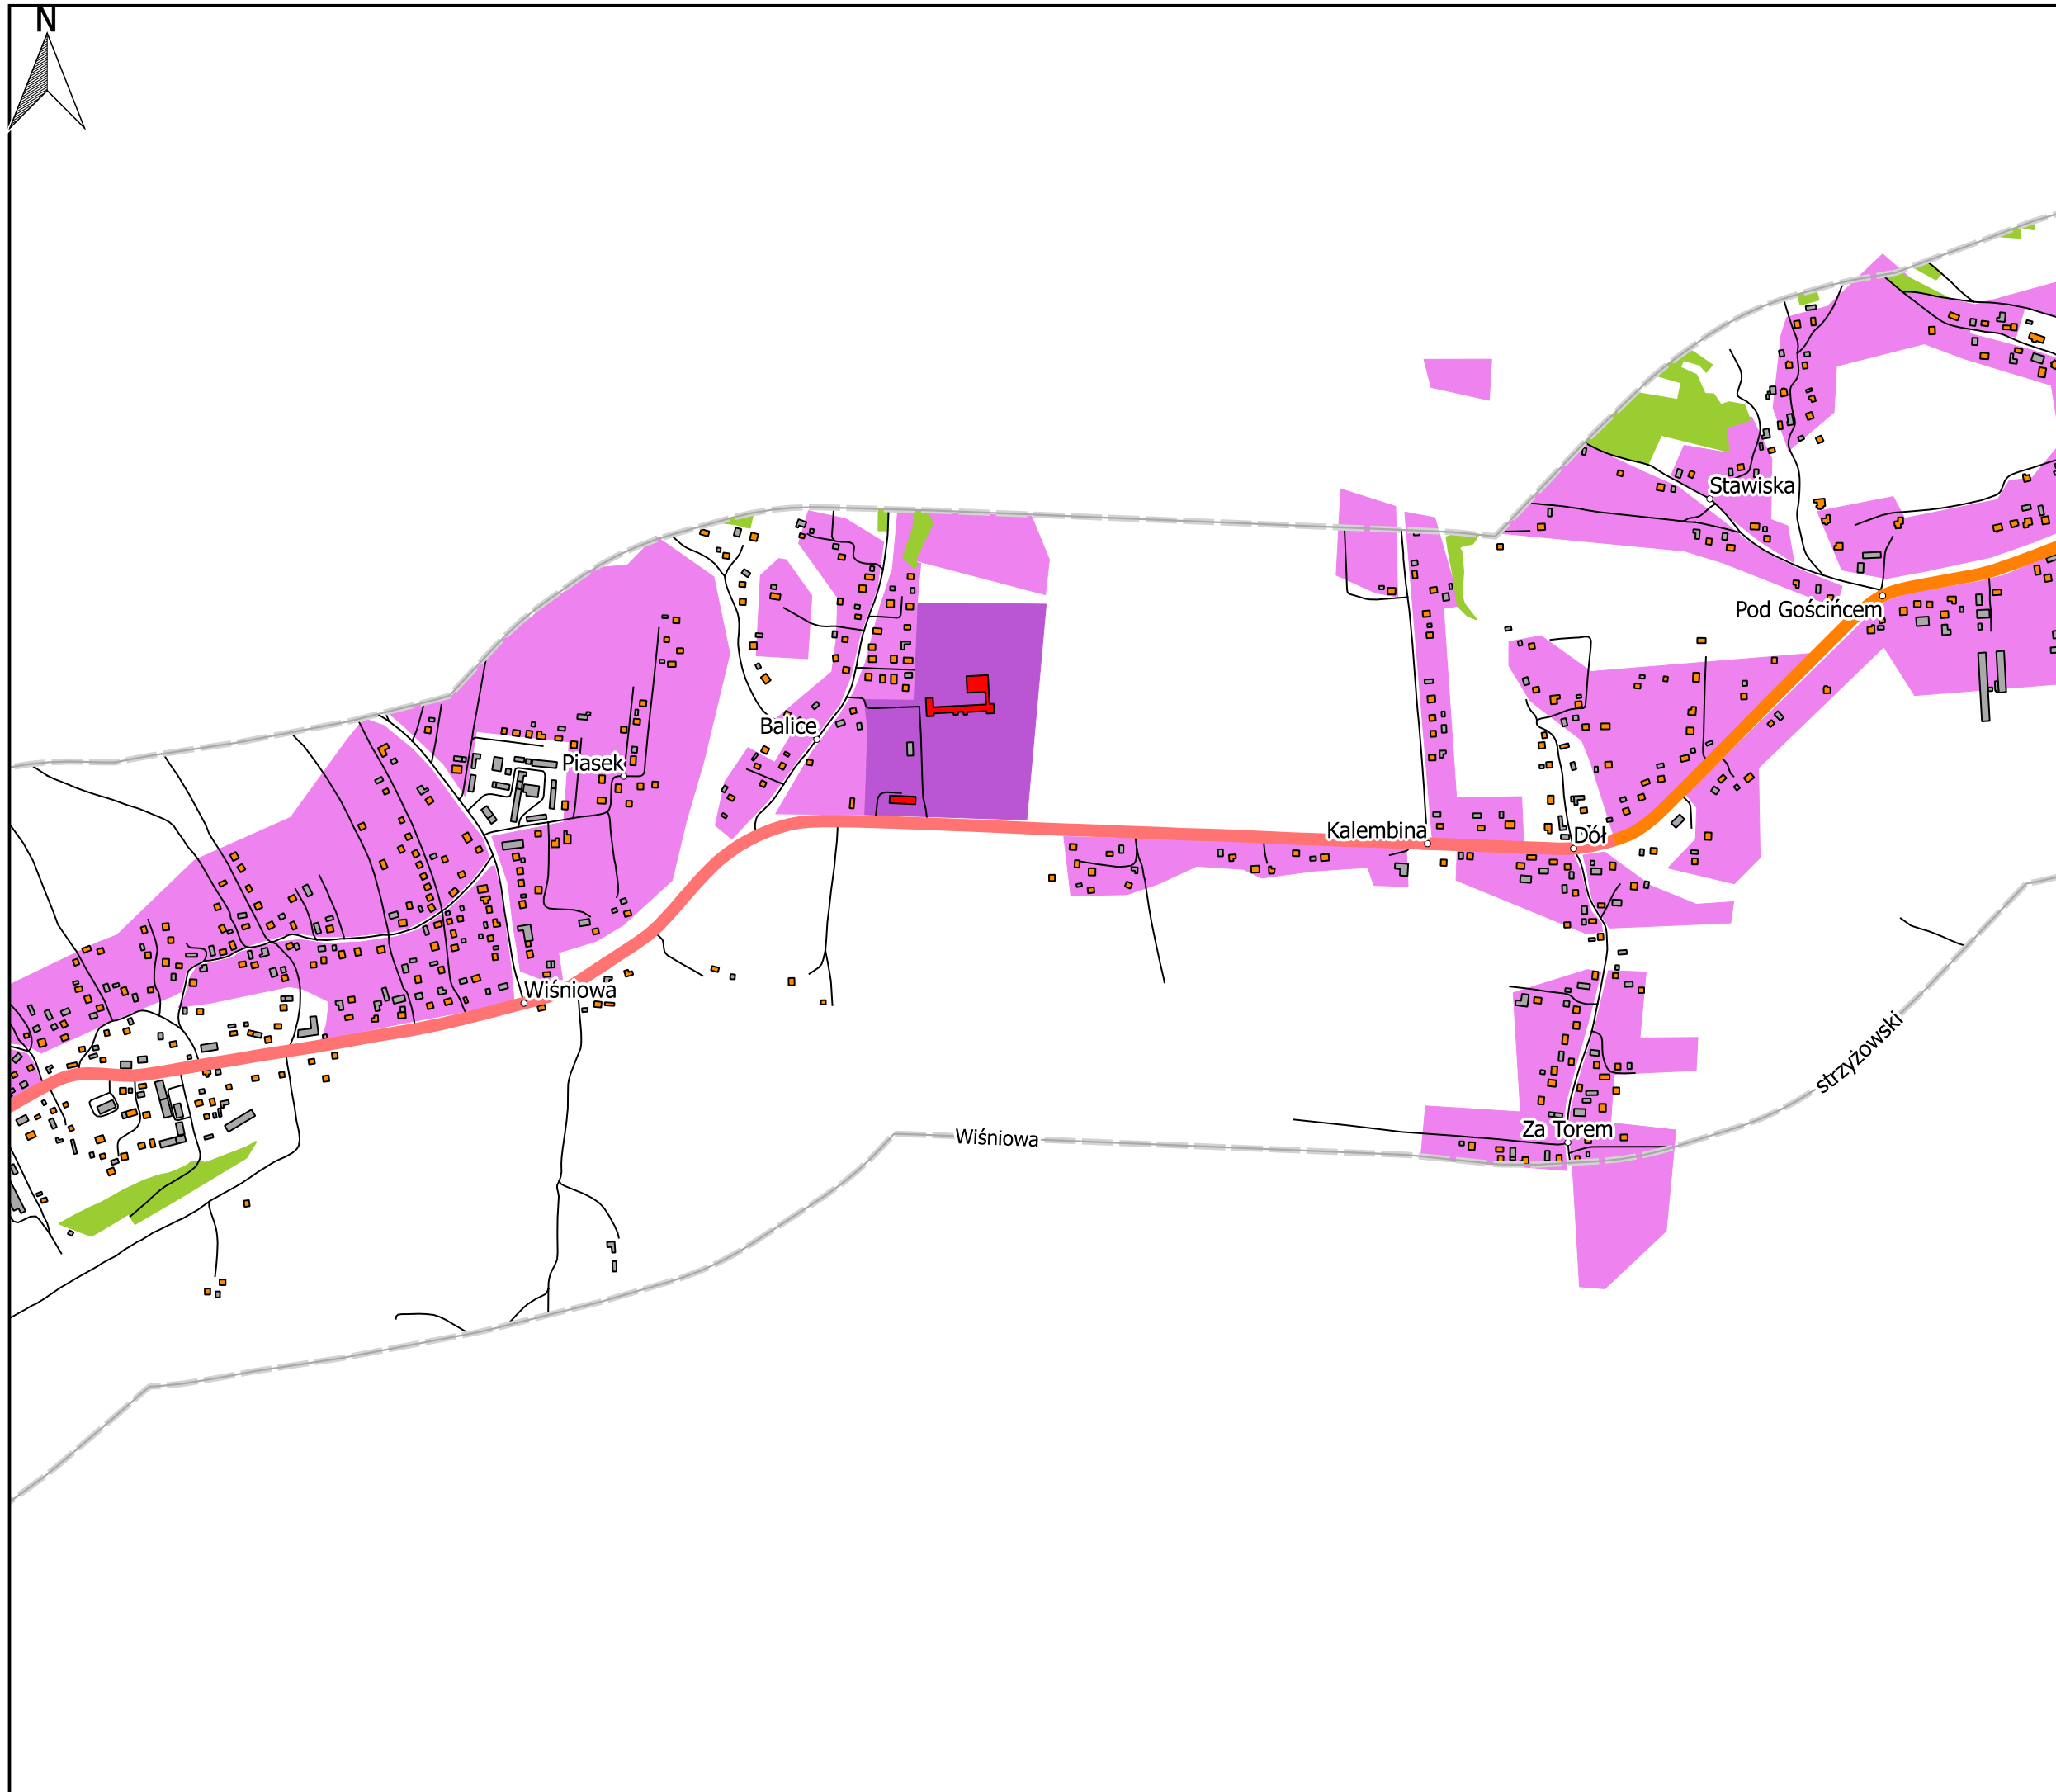 N
Stawiska
Pod Gościńcem
Balice
Piasek
Kalembina
Dół
Wiśniowa
strzyżowski
Za Torem
Wiśniowa